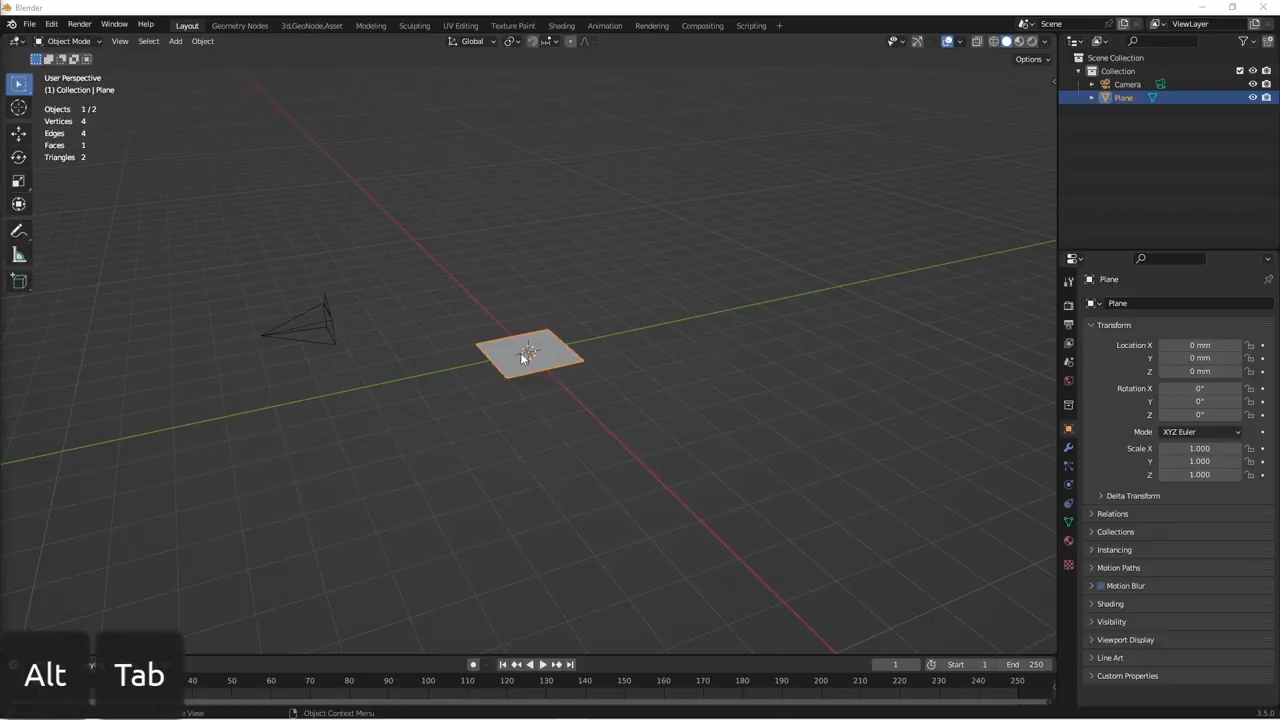 Blender
File Edit Render Window Help
Layout Geometry Nodes 3d.GeoNode,Asset Modeling Sculpting UV Editing Texture Paint Shading Animation Rendering Compositing Scripting +
Scene
ViewLayer
Object Mode View Select Add Object
Global
Options
User Perspective
(1) Collection | Plane
Objects 1/2
Vertices 4
Edges 4
Faces 1
Triangles 2
Scene Collection
Collection
Camera
Plane
Plane
Plane
Transform
Location X 0 mm
Y 0 mm
Z 0 mm
Rotation X 0°
Y 0°
Z 0°
Mode XYZ Euler
Scale X 1.000
Y 1.000
Z 1.000
Delta Transform
Relations
Collections
Instancing
Motion Paths
Motion Blur
Shading
Visibility
Viewport Display
Line Art
Custom Properties
Alt Tab
1 Start 1 End 250
40 50 60 70 80 90 100 110 120 130 140 150 160 170 180 190 200 210 220 230 240 250
View Object Context Menu
3.5.0